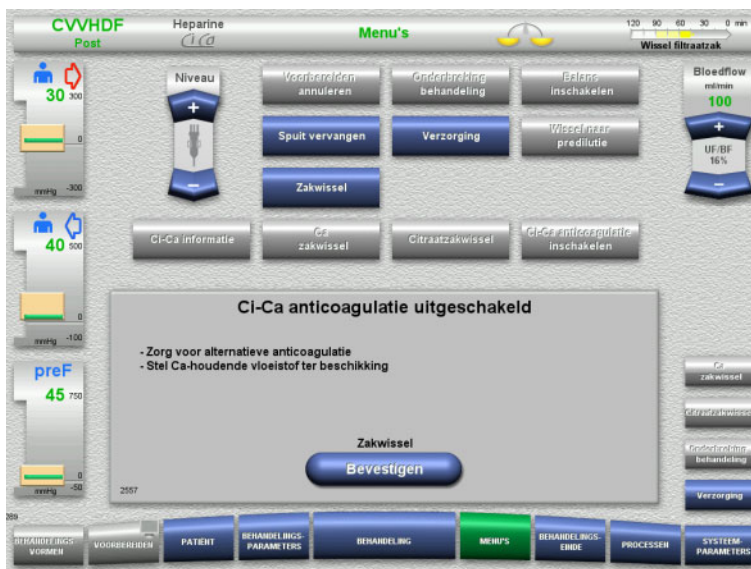 CVVHDF
Post
Heparine
Ci Ca
Menu's
120 90 60 30 0 min
Wissel filtraatzak
30
300
0
mmHg -300
Niveau
+
−
Voorbereiden
annuleren
Onderbreking
behandeling
Balans
inschakelen
Spuit vervangen
Verzorging
Wissel naar
predilutie
Zakwissel
Bloedflow
ml/min
100
+
UF/BF
16%
−
40
500
0
mmHg -100
Ci-Ca informatie
Ca
zakwissel
Citraatzakwissel
Ci-Ca anticoagulatie
inschakelen
Ci-Ca anticoagulatie uitgeschakeld
- Zorg voor alternatieve anticoagulatie
- Stel Ca-houdende vloeistof ter beschikking
Zakwissel
Bevestigen
2557
preF
45
750
0
mmHg -50
Ca
zakwissel
Citraatzakwissel
Onderbreking
behandeling
Verzorging
269
BEHANDELINGS-
VORMEN
VOORBEREIDEN
PATIËNT
BEHANDELINGS-
PARAMETERS
BEHANDELING
MENU'S
BEHANDELINGS-
EINDE
PROCESSEN
SYSTEEM-
PARAMETERS